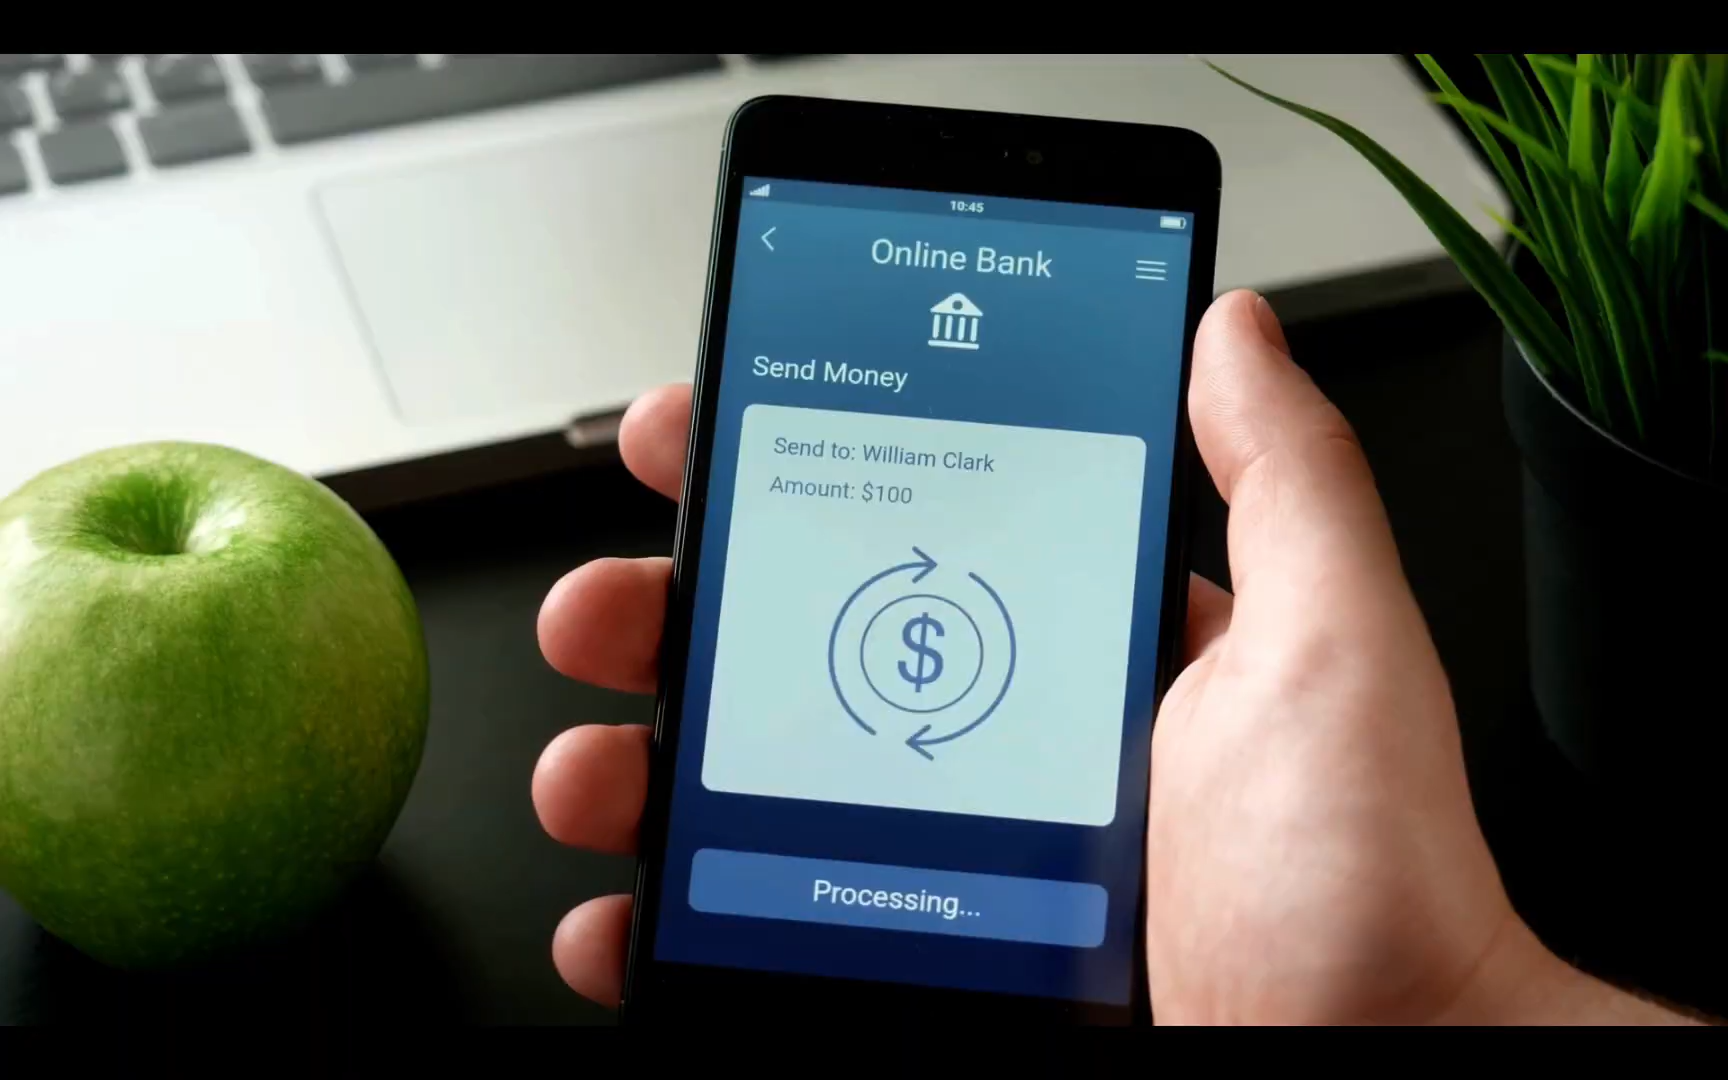 10:45
Online Bank
Send Money
Send to: William Clark
Amount: $100
$
Processing...